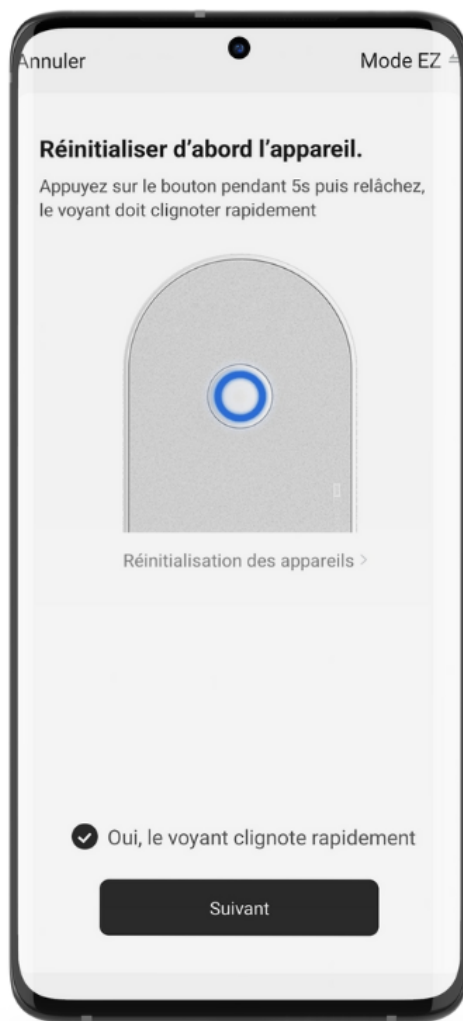 Annuler
Mode EZ
Réinitialiser d’abord l’appareil.
Appuyez sur le bouton pendant 5s puis relâchez,
le voyant doit clignoter rapidement
Réinitialisation des appareils >
Oui, le voyant clignote rapidement
Suivant